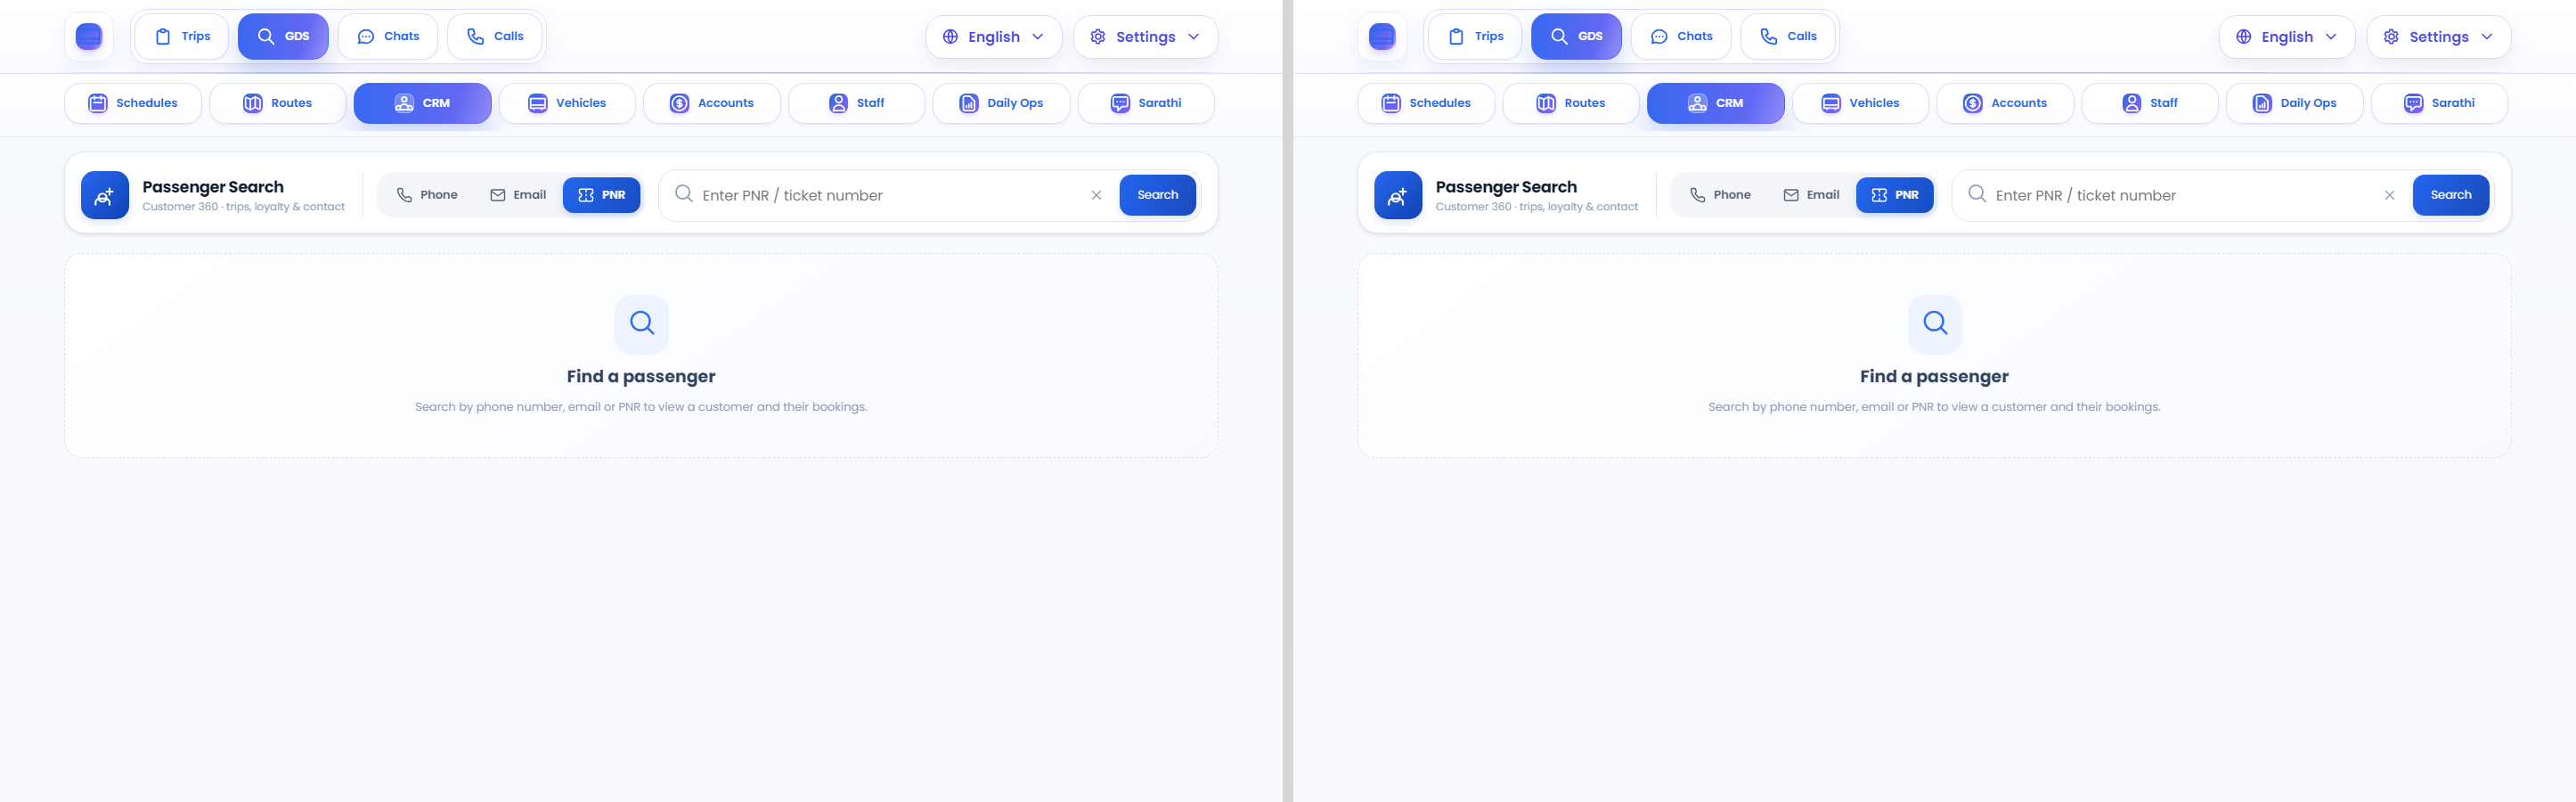 Trips GDS Chats Calls English Settings
Schedules Routes CRM Vehicles Accounts Staff Daily Ops Sarathi
Passenger Search
Customer 360 · trips, loyalty & contact
Phone Email PNR Enter PNR / ticket number Search
Find a passenger
Search by phone number, email or PNR to view a customer and their bookings.
Trips GDS Chats Calls English Settings
Schedules Routes CRM Vehicles Accounts Staff Daily Ops Sarathi
Passenger Search
Customer 360 · trips, loyalty & contact
Phone Email PNR Enter PNR / ticket number Search
Find a passenger
Search by phone number, email or PNR to view a customer and their bookings.